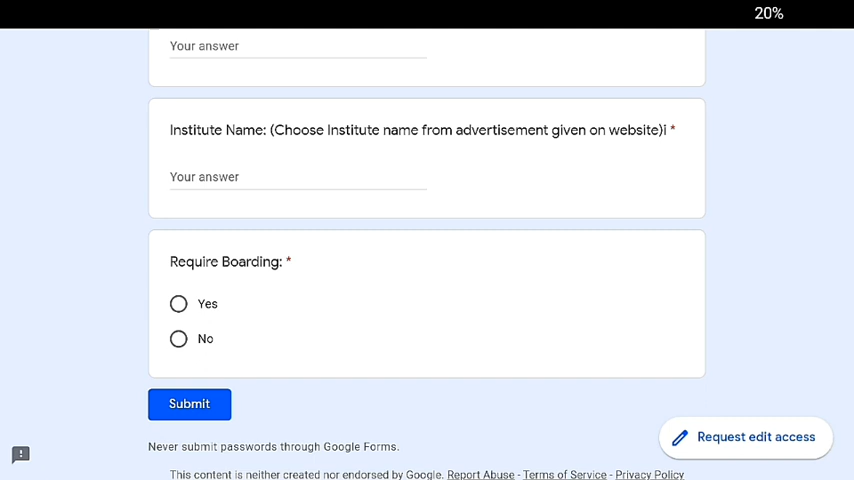 20%
Your answer
Institute Name: (Choose Institute name from advertisement given on website)i *
Your answer
Require Boarding: *
Yes
No
Submit
Request edit access
Never submit passwords through Google Forms.
This content is neither created nor endorsed by Google. Report Abuse - Terms of Service - Privacy Policy